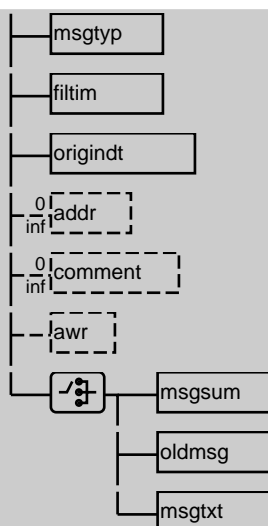 msgtyp
filtim
origindt
0
inf
addr
0
inf
comment
awr
msgsum
oldmsg
msgtxt